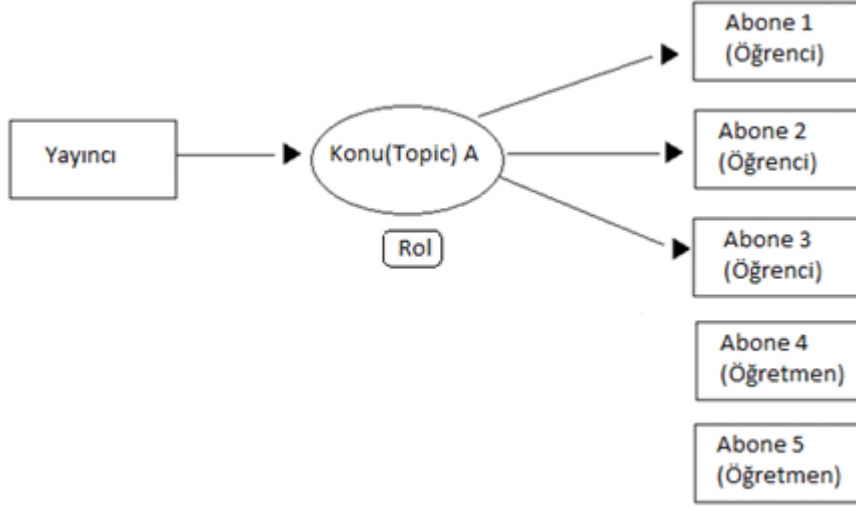 Yayıncı
Konu(Topic) A
Rol
Abone 1
(Öğrenci)
Abone 2
(Öğrenci)
Abone 3
(Öğrenci)
Abone 4
(Öğretmen)
Abone 5
(Öğretmen)